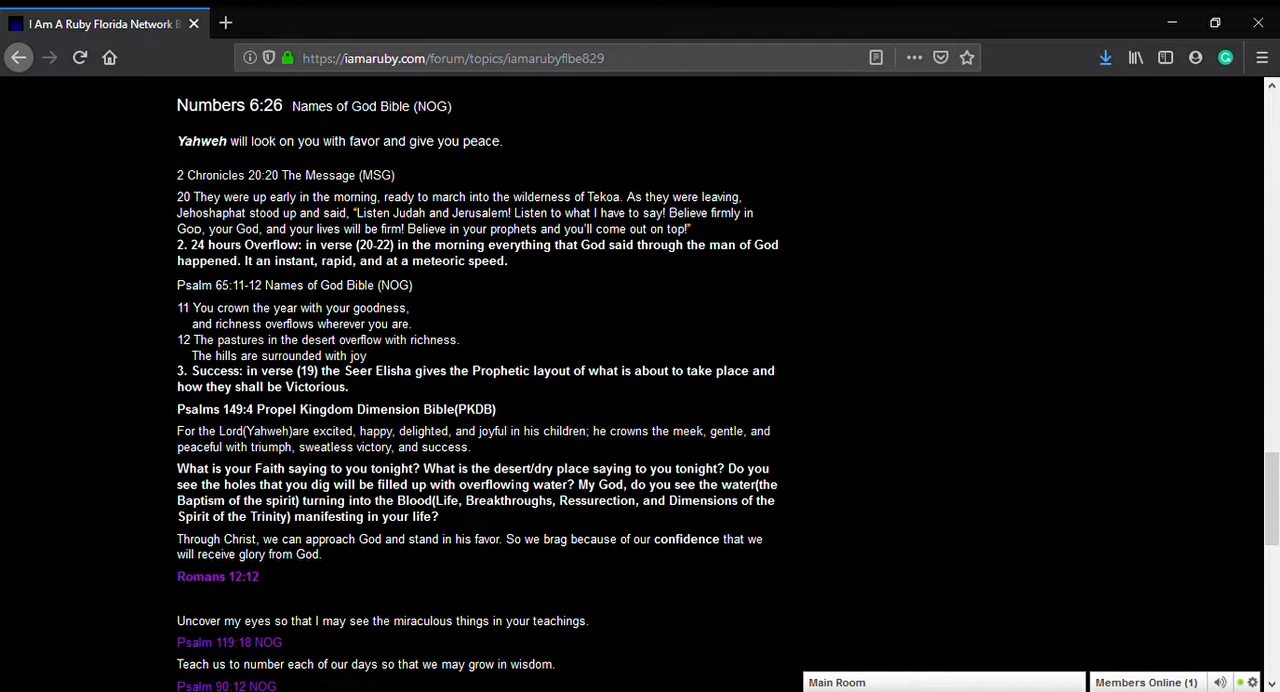 I Am A Ruby Florida Network B
https://iamaruby.com/forum/topics/iamarubyflbe829
Numbers 6:26 Names of God Bible (NOG)
Yahweh will look on you with favor and give you peace.
2 Chronicles 20:20 The Message (MSG)
20 They were up early in the morning, ready to march into the wilderness of Tekoa. As they were leaving,
Jehoshaphat stood up and said, “Listen Judah and Jerusalem! Listen to what I have to say! Believe firmly in
God, your God, and your lives will be firm! Believe in your prophets and you’ll come out on top!”
2. 24 hours Overflow: in verse (20-22) in the morning everything that God said through the man of God
happened. It an instant, rapid, and at a meteoric speed.
Psalm 65:11-12 Names of God Bible (NOG)
11 You crown the year with your goodness,
and richness overflows wherever you are.
12 The pastures in the desert overflow with richness.
The hills are surrounded with joy
3. Success: in verse (19) the Seer Elisha gives the Prophetic layout of what is about to take place and
how they shall be Victorious.
Psalms 149:4 Propel Kingdom Dimension Bible(PKDB)
For the Lord(Yahweh)are excited, happy, delighted, and joyful in his children; he crowns the meek, gentle, and
peaceful with triumph, sweatless victory, and success.
What is your Faith saying to you tonight? What is the desert/dry place saying to you tonight? Do you
see the holes that you dig will be filled up with overflowing water? My God, do you see the water(the
Baptism of the spirit) turning into the Blood(Life, Breakthroughs, Ressurection, and Dimensions of the
Spirit of the Trinity) manifesting in your life?
Through Christ, we can approach God and stand in his favor. So we brag because of our confidence that we
will receive glory from God.
Romans 12:12
Uncover my eyes so that I may see the miraculous things in your teachings.
Psalm 119:18 NOG
Teach us to number each of our days so that we may grow in wisdom.
Psalm 90:12 NOG
Main Room
Members Online (1)